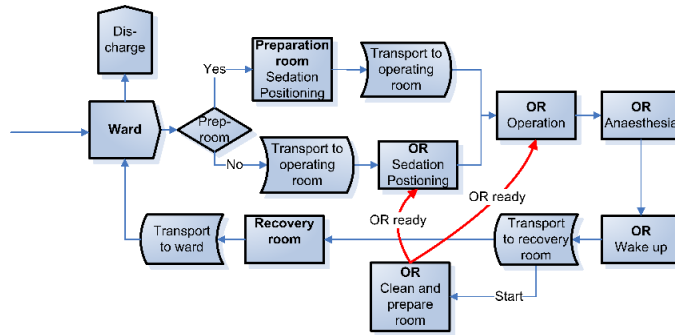 Dis-
charge
Ward
Prep-
room
Yes
No
Preparation
room
Sedation
Positioning
Transport to
operating
room
Transport to
operating
room
OR
Sedation
Postioning
OR
Operation
OR
Anaesthesia
OR ready
OR ready
Transport
to ward
Recovery
room
Transport
to recovery
room
OR
Wake up
OR
Clean and
prepare
room
Start